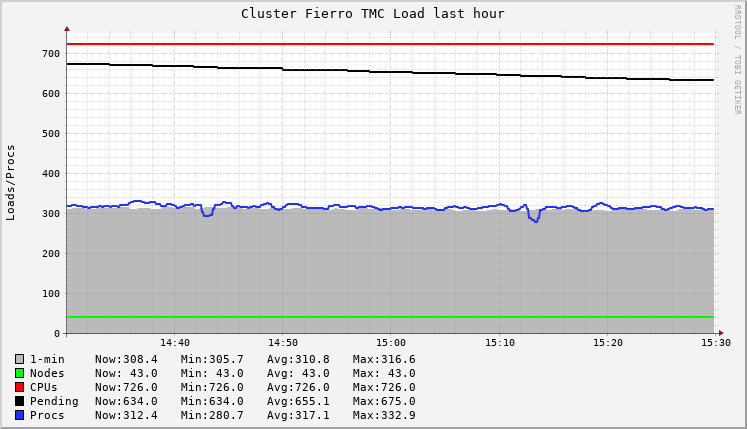 Cluster Fierro TMC Load last hour
RRDTOOL / TOBI OETIKER
Loads/Procs
700
600
500
400
300
200
100
0
14:40 14:50 15:00 15:10 15:20 15:30
1-min Now:308.4 Min:305.7 Avg:310.8 Max:316.6
Nodes Now: 43.0 Min: 43.0 Avg: 43.0 Max: 43.0
CPUs Now:726.0 Min:726.0 Avg:726.0 Max:726.0
Pending Now:634.0 Min:634.0 Avg:655.1 Max:675.0
Procs Now:312.4 Min:280.7 Avg:317.1 Max:332.9